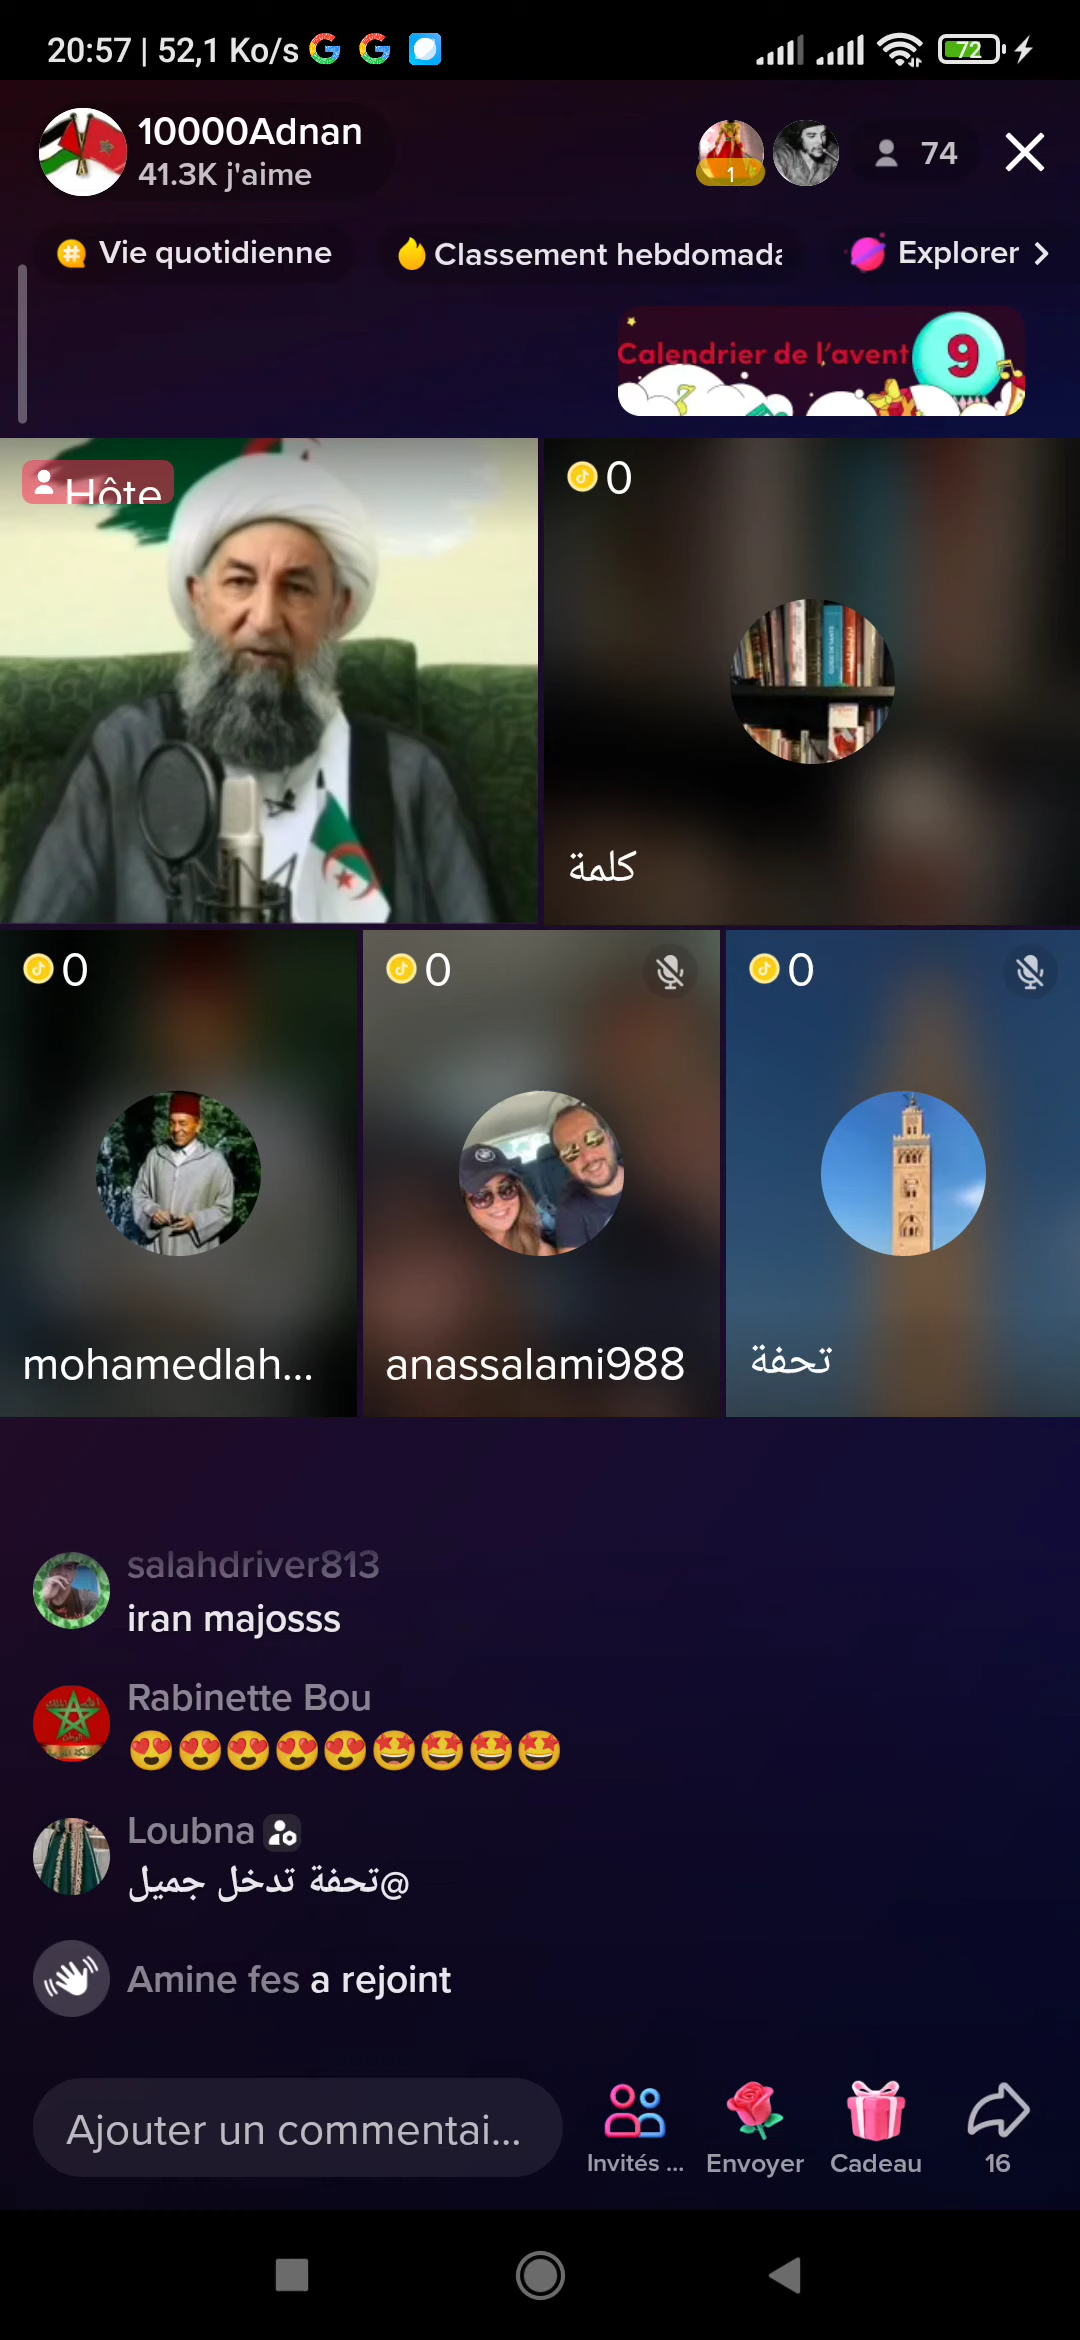 20:57 | 52,1 Ko/s
72
10000Adnan
41.3K j'aime
1
74
Vie quotidienne
Classement hebdomada
Explorer
Calendrier de l'avent 9
Hôte
0
كلمة
0
0
0
mohamedlah...
anassalami988
تحفة
salahdriver813
iran majosss
Rabinette Bou
😍😍😍😍😍🤩🤩🤩🤩
Loubna
@تحفة تدخل جميل
Amine fes a rejoint
Ajouter un commentai...
Invités ...
Envoyer
Cadeau
16